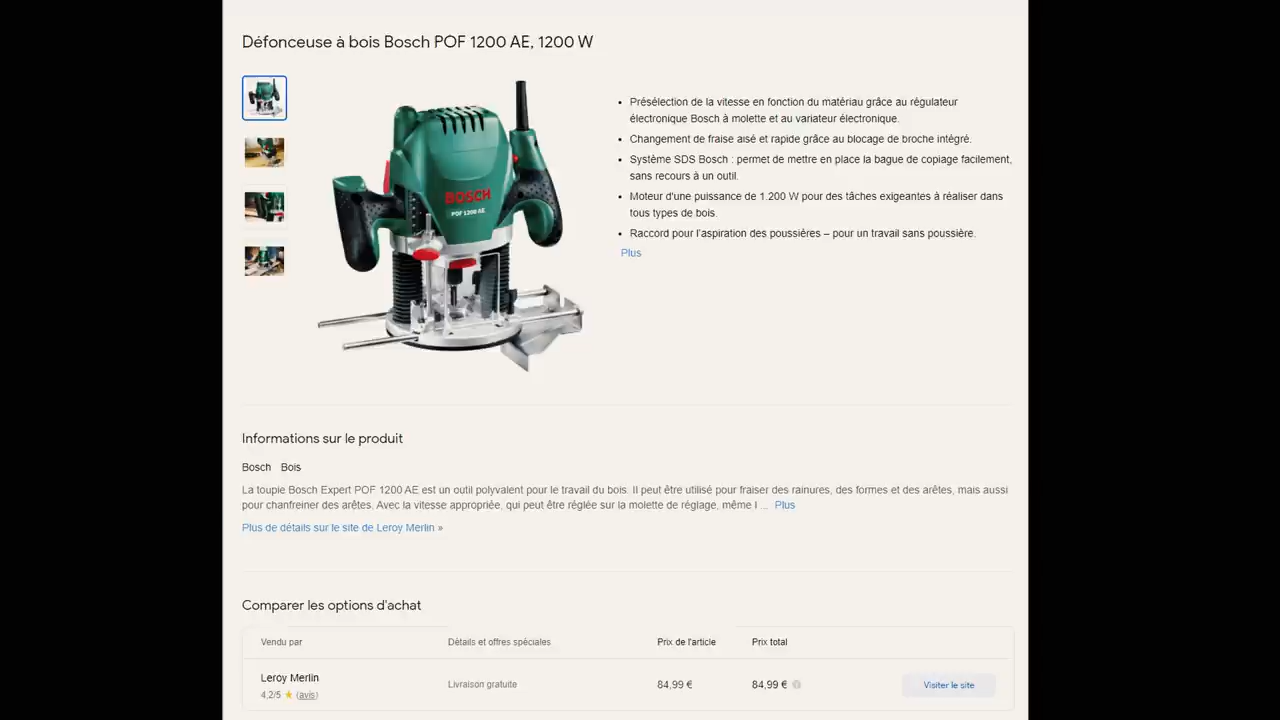 Défonceuse à bois Bosch POF 1200 AE, 1200 W
BOSCH
POF 1200 AE
Présélection de la vitesse en fonction du matériau grâce au régulateur
électronique Bosch à molette et au variateur électronique.
Changement de fraise aisé et rapide grâce au blocage de broche intégré.
Système SDS Bosch : permet de mettre en place la bague de copiage facilement,
sans recours à un outil.
Moteur d'une puissance de 1.200 W pour des tâches exigeantes à réaliser dans
tous types de bois.
Raccord pour l'aspiration des poussières – pour un travail sans poussière.
Plus
Informations sur le produit
Bosch Bois
La toupie Bosch Expert POF 1200 AE est un outil polyvalent pour le travail du bois. Il peut être utilisé pour fraiser des rainures, des formes et des arêtes, mais aussi
pour chanfreiner des arêtes. Avec la vitesse appropriée, qui peut être réglée sur la molette de réglage, même l ... Plus
Plus de détails sur le site de Leroy Merlin »
Comparer les options d'achat
Vendu par Détails et offres spéciales Prix de l'article Prix total
Leroy Merlin
4,2/5 ★ (avis)
Livraison gratuite 84,99 € 84,99 € Visiter le site